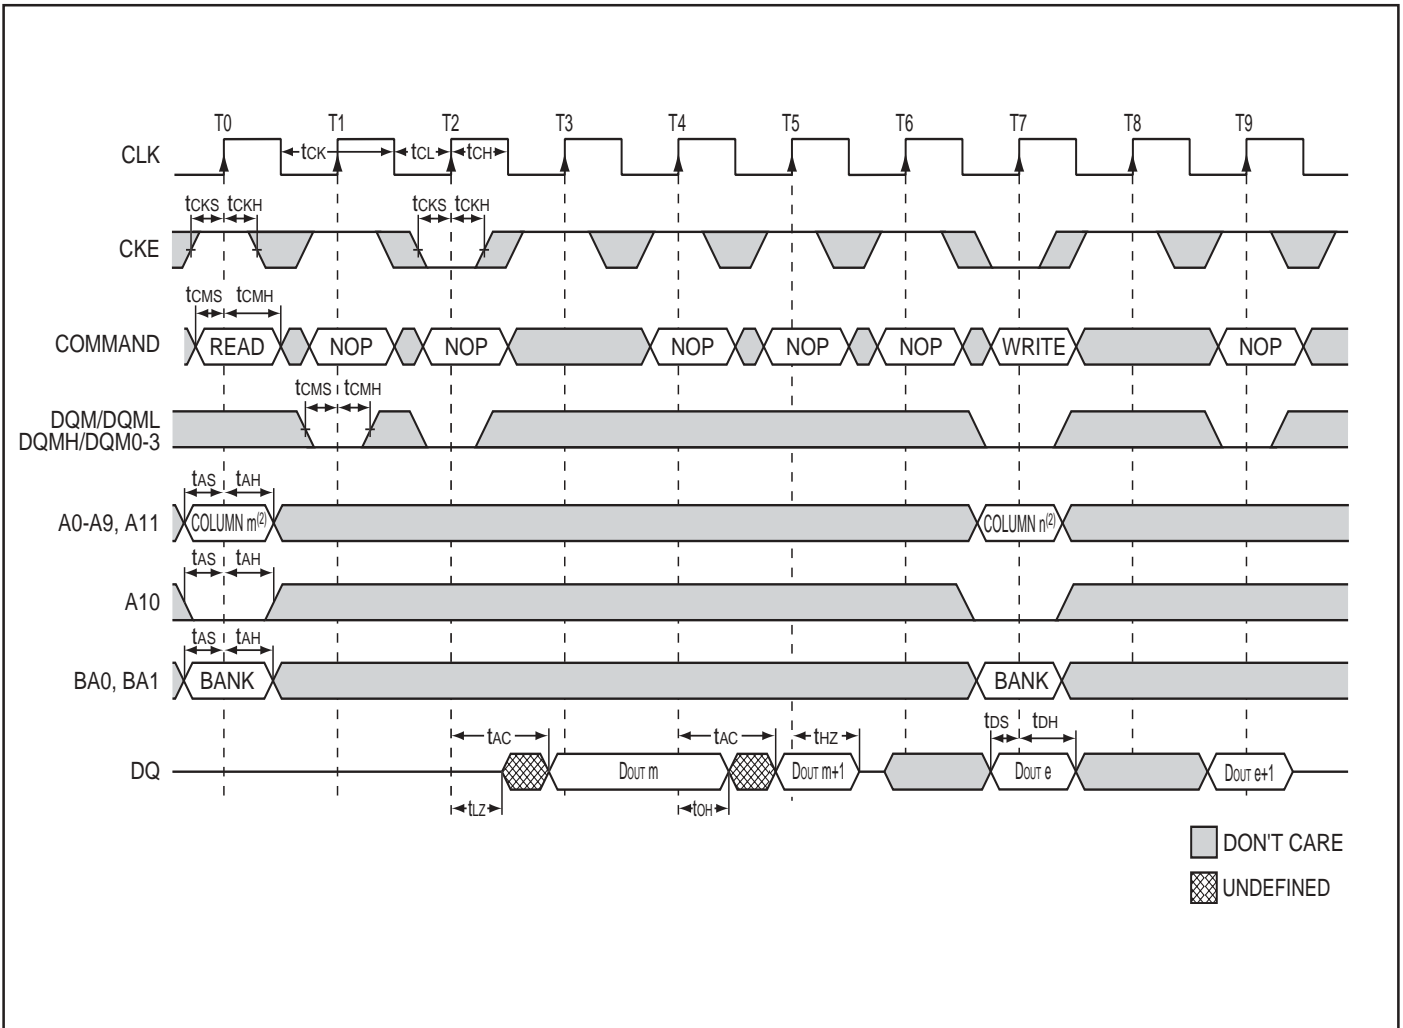 T0 T1 T2 T3 T4 T5 T6 T7 T8 T9
CLK tCK tCL tCH
tCKS tCKH tCKS tCKH
CKE
tCMS tCMH
COMMAND READ NOP NOP NOP NOP NOP WRITE NOP
tCMS tCMH
DQM/DQML
DQMH/DQM0-3
tAS tAH
A0-A9, A11 COLUMN m(2) COLUMN n(2)
tAS tAH
A10
tAS tAH
BA0, BA1 BANK BANK
tAC tAC tHZ tDS tDH
DQ DOUT m DOUT m+1 DOUT e DOUT e+1
tLZ tOH
DON'T CARE
UNDEFINED